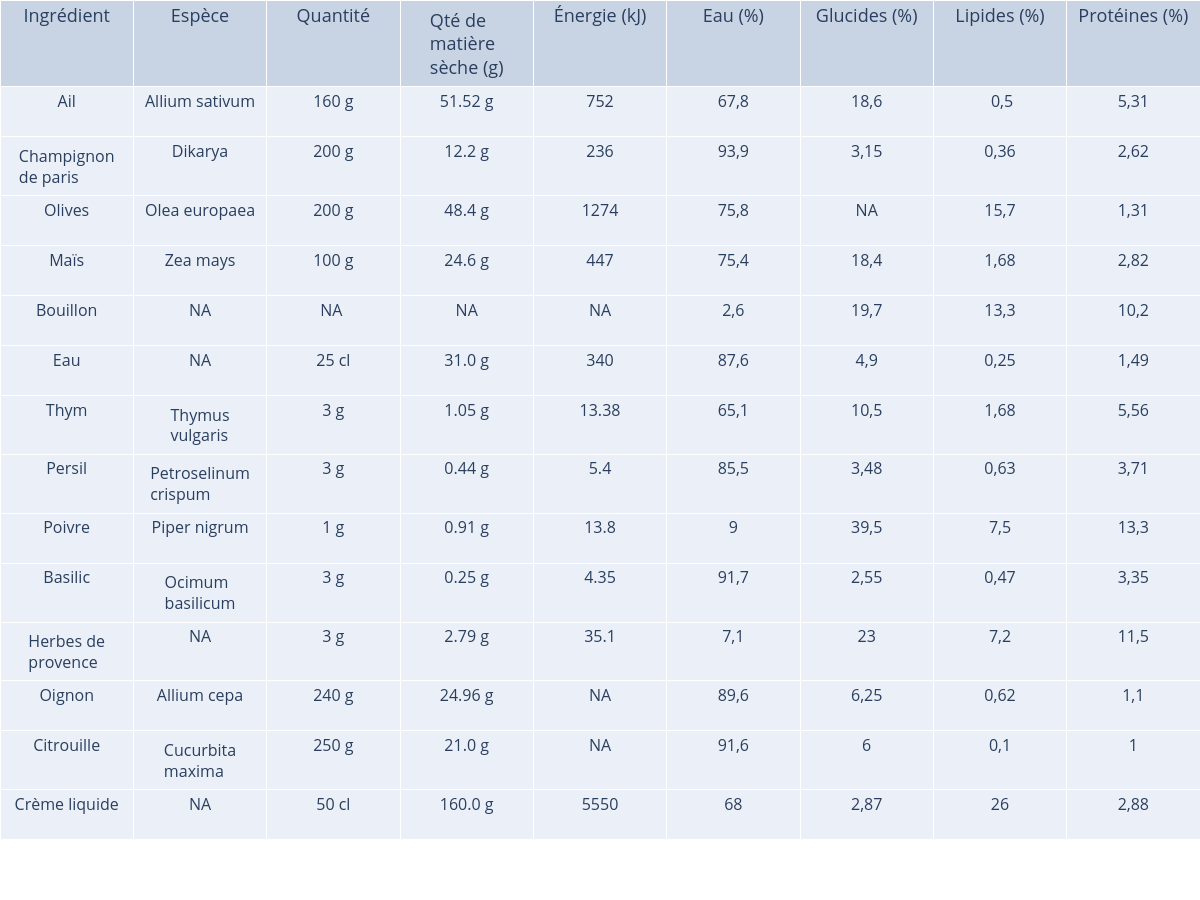 Ingrédient Espèce Quantité Qté de matière sèche (g) Énergie (kJ) Eau (%) Glucides (%) Lipides (%) Protéines (%)
Ail Allium sativum 160 g 51.52 g 752 67,8 18,6 0,5 5,31
Champignon de paris Dikarya 200 g 12.2 g 236 93,9 3,15 0,36 2,62
Olives Olea europaea 200 g 48.4 g 1274 75,8 NA 15,7 1,31
Maïs Zea mays 100 g 24.6 g 447 75,4 18,4 1,68 2,82
Bouillon NA NA NA NA 2,6 19,7 13,3 10,2
Eau NA 25 cl 31.0 g 340 87,6 4,9 0,25 1,49
Thym Thymus vulgaris 3 g 1.05 g 13.38 65,1 10,5 1,68 5,56
Persil Petroselinum crispum 3 g 0.44 g 5.4 85,5 3,48 0,63 3,71
Poivre Piper nigrum 1 g 0.91 g 13.8 9 39,5 7,5 13,3
Basilic Ocimum basilicum 3 g 0.25 g 4.35 91,7 2,55 0,47 3,35
Herbes de provence NA 3 g 2.79 g 35.1 7,1 23 7,2 11,5
Oignon Allium cepa 240 g 24.96 g NA 89,6 6,25 0,62 1,1
Citrouille Cucurbita maxima 250 g 21.0 g NA 91,6 6 0,1 1
Crème liquide NA 50 cl 160.0 g 5550 68 2,87 26 2,88